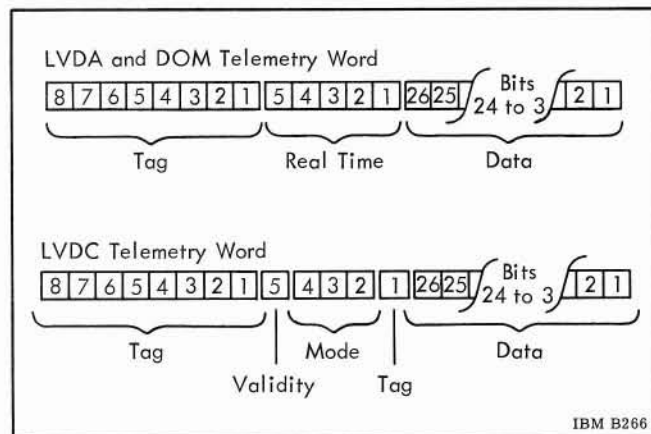 LVDA and DOM Telemetry Word
8 7 6 5 4 3 2 1 5 4 3 2 1 26 25 Bits 24 to 3 2 1
Tag Real Time Data
LVDC Telemetry Word
8 7 6 5 4 3 2 1 5 4 3 2 1 26 25 Bits 24 to 3 2 1
Tag Mode Data
Validity Tag
IBM B266